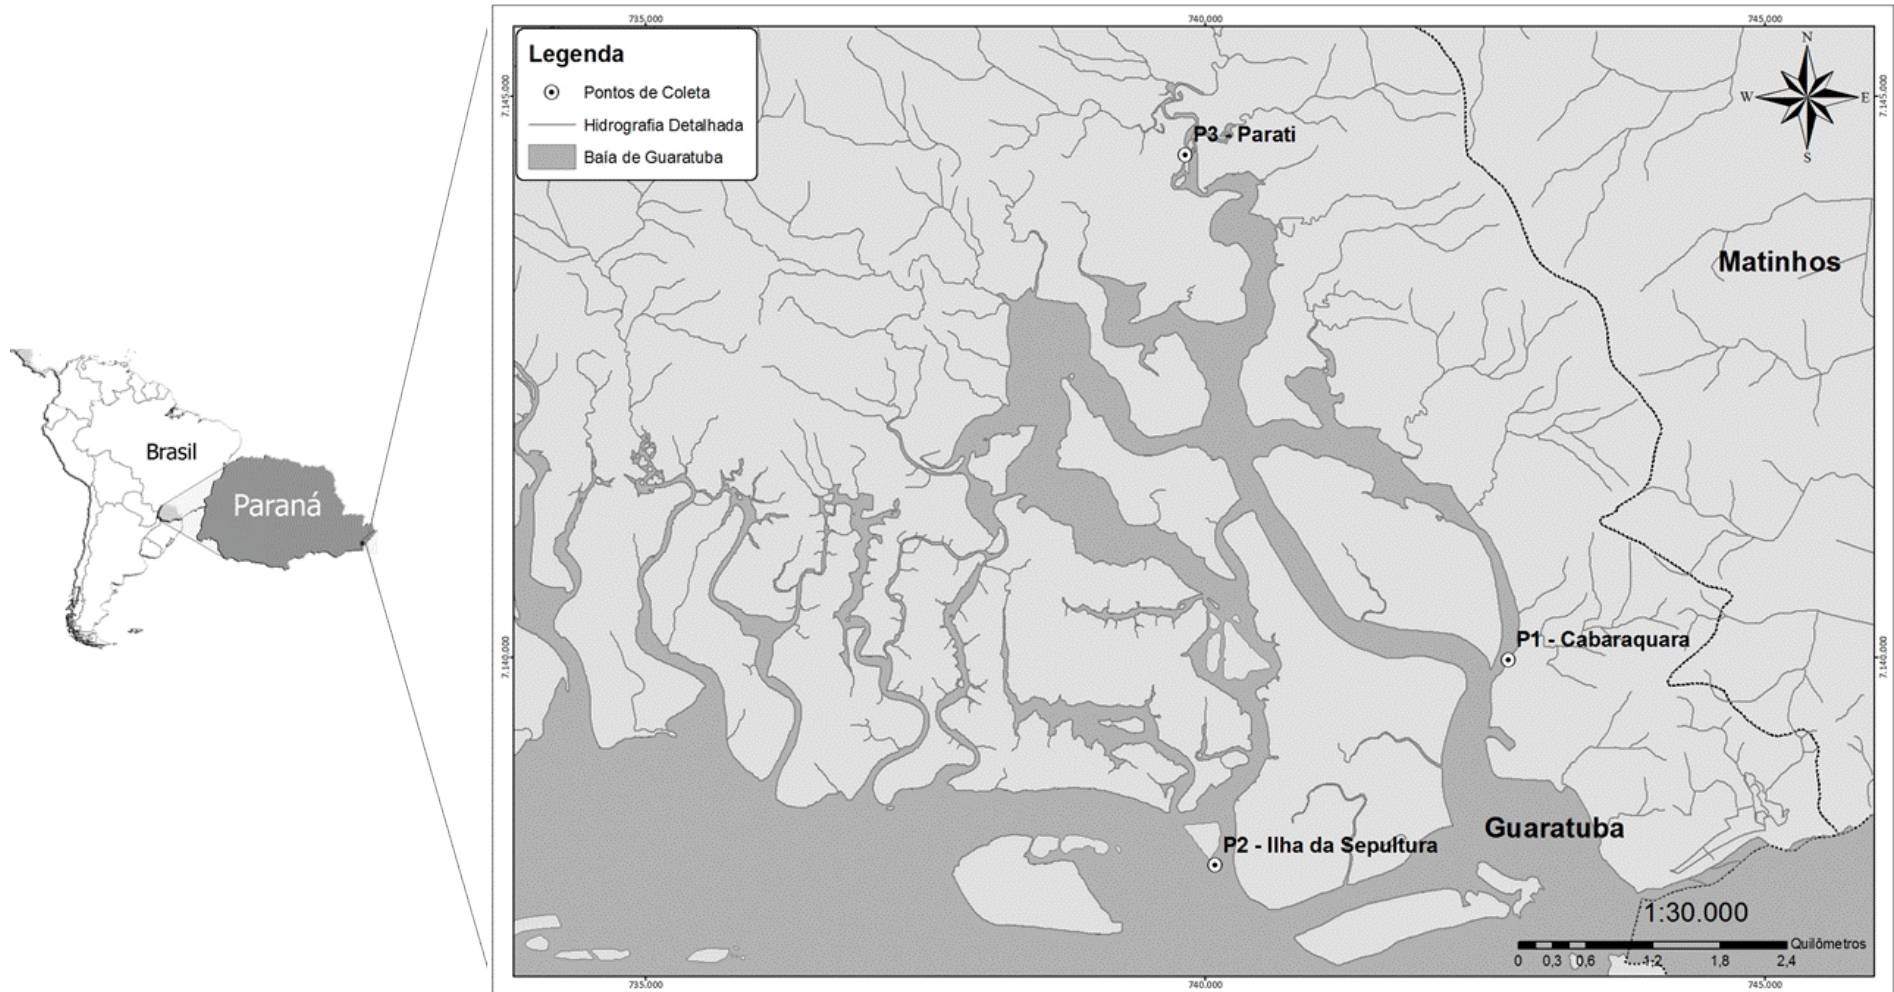 735.000
740.000
745.000
Legenda
Pontos de Coleta
Hidrografia Detalhada
Baía de Guaratuba
N
W
E
S
7.145.000
7.145.000
P3 - Parati
Matinhos
Brasil
Paraná
P1 - Cabaraquara
7.140.000
7.140.000
Guaratuba
P2 - Ilha da Sepultura
1:30.000
Quilômetros
0 0,3 0,6 1,2 1,8 2,4
735.000
740.000
745.000